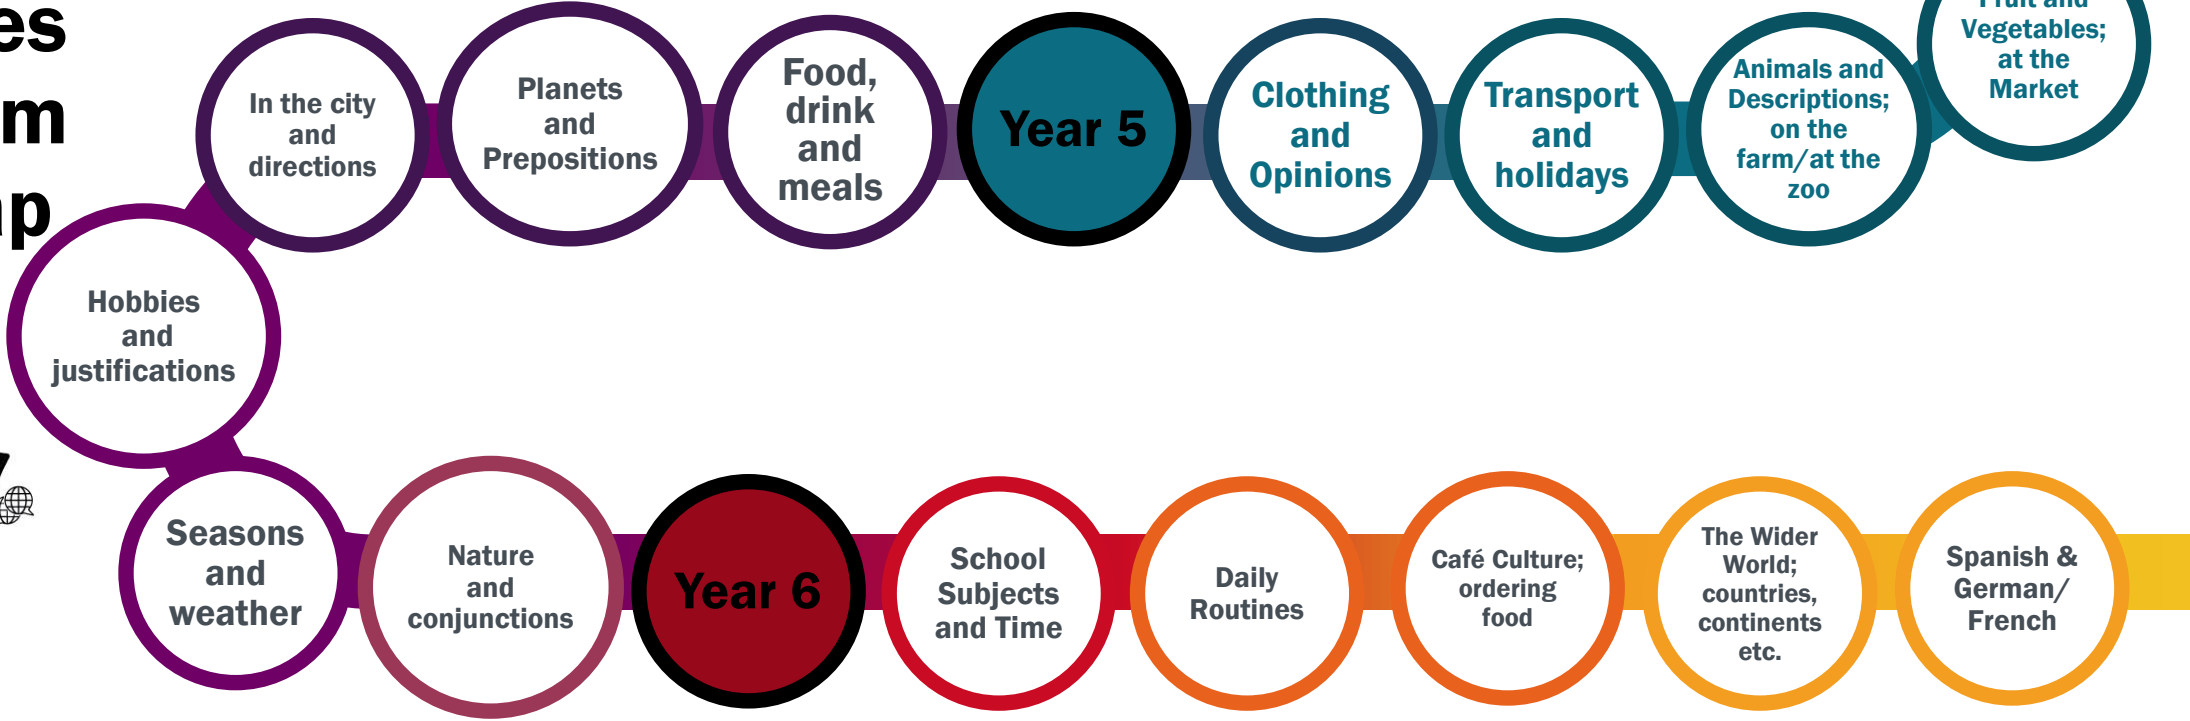 es
m
ap
In the city
and
directions
Planets
and
Prepositions
Food,
drink
and
meals
Year 5
Clothing
and
Opinions
Transport
and
holidays
Animals and
Descriptions;
on the
farm/at the
zoo
Fruit and
Vegetables;
at the
Market
Hobbies
and
justifications
Seasons
and
weather
Nature
and
conjunctions
Year 6
School
Subjects
and Time
Daily
Routines
Café Culture;
ordering
food
The Wider
World;
countries,
continents
etc.
Spanish &
German/
French